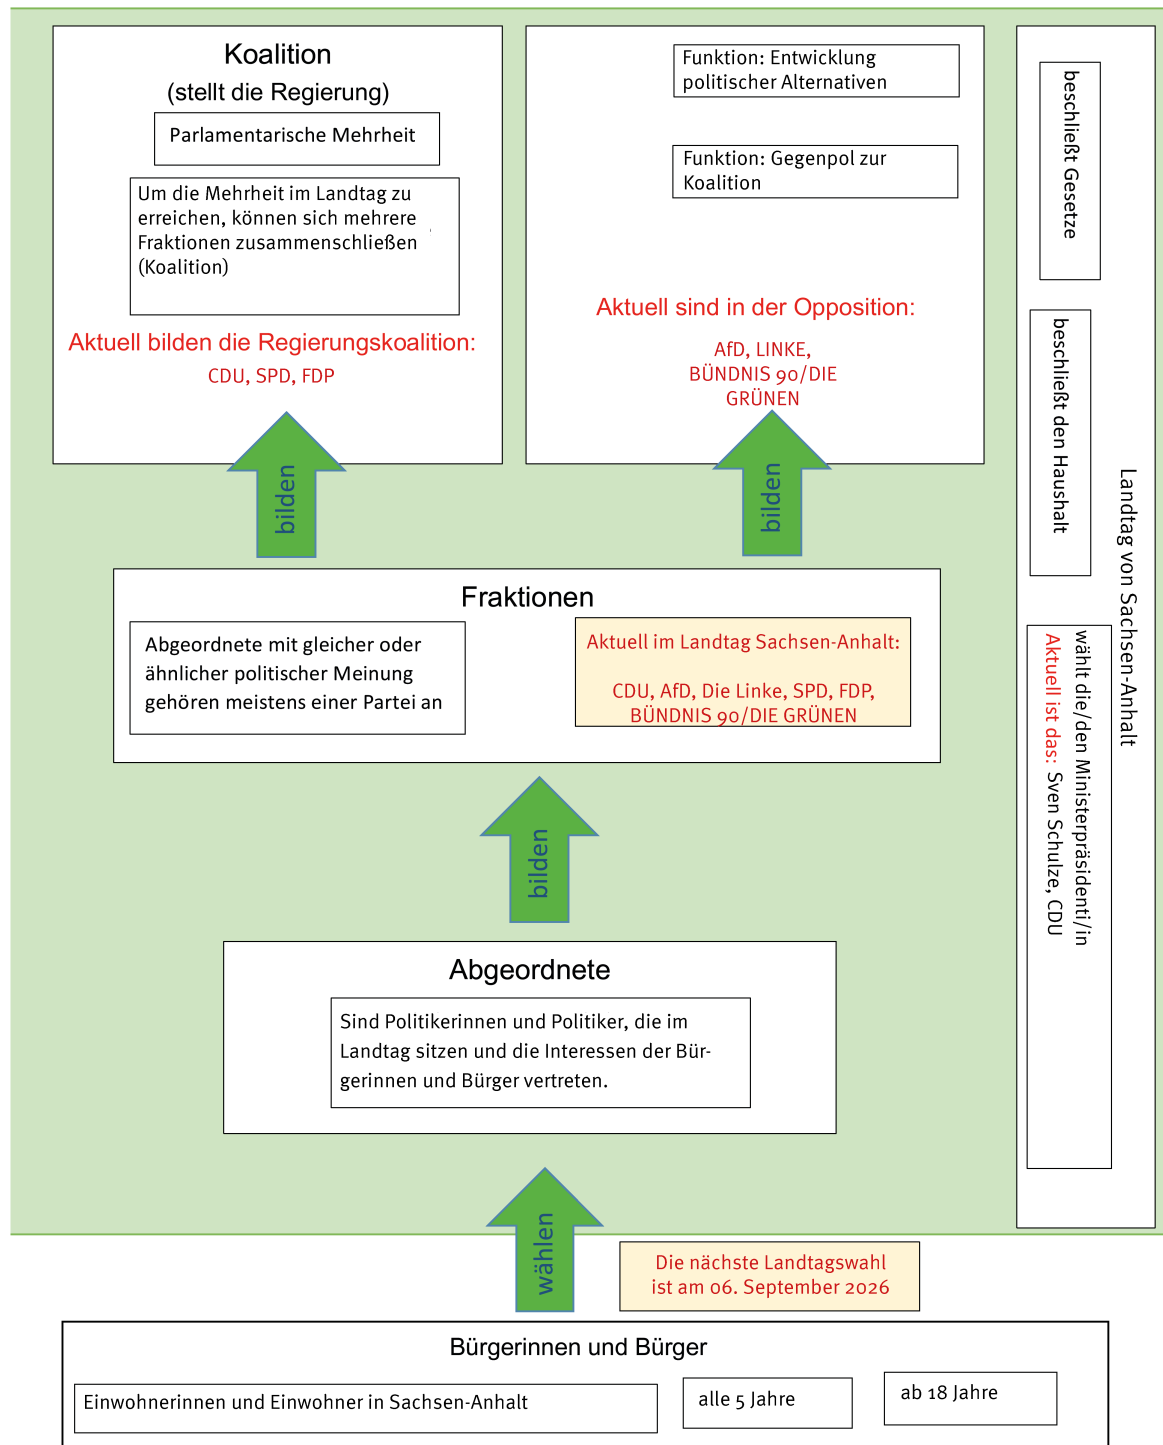 Koalition
(stellt die Regierung)
Parlamentarische Mehrheit
Um die Mehrheit im Landtag zu
erreichen, können sich mehrere
Fraktionen zusammenschließen
(Koalition)
Aktuell bilden die Regierungskoalition:
CDU, SPD, FDP
Funktion: Entwicklung
politischer Alternativen
Funktion: Gegenpol zur
Koalition
Aktuell sind in der Opposition:
AfD, LINKE,
BÜNDNIS 90/DIE
GRÜNEN
bilden
bilden
Fraktionen
Abgeordnete mit gleicher oder
ähnlicher politischer Meinung
gehören meistens einer Partei an
Aktuell im Landtag Sachsen-Anhalt:
CDU, AfD, Die Linke, SPD, FDP,
BÜNDNIS 90/DIE GRÜNEN
bilden
Abgeordnete
Sind Politikerinnen und Politiker, die im
Landtag sitzen und die Interessen der Bür-
gerinnen und Bürger vertreten.
wählen
Die nächste Landtagswahl
ist am 06. September 2026
Bürgerinnen und Bürger
Einwohnerinnen und Einwohner in Sachsen-Anhalt
alle 5 Jahre
ab 18 Jahre
Landtag von Sachsen-Anhalt
beschließt Gesetze
beschließt den Haushalt
wählt die/den Ministerpräsidenti/in
Aktuell ist das: Sven Schulze, CDU